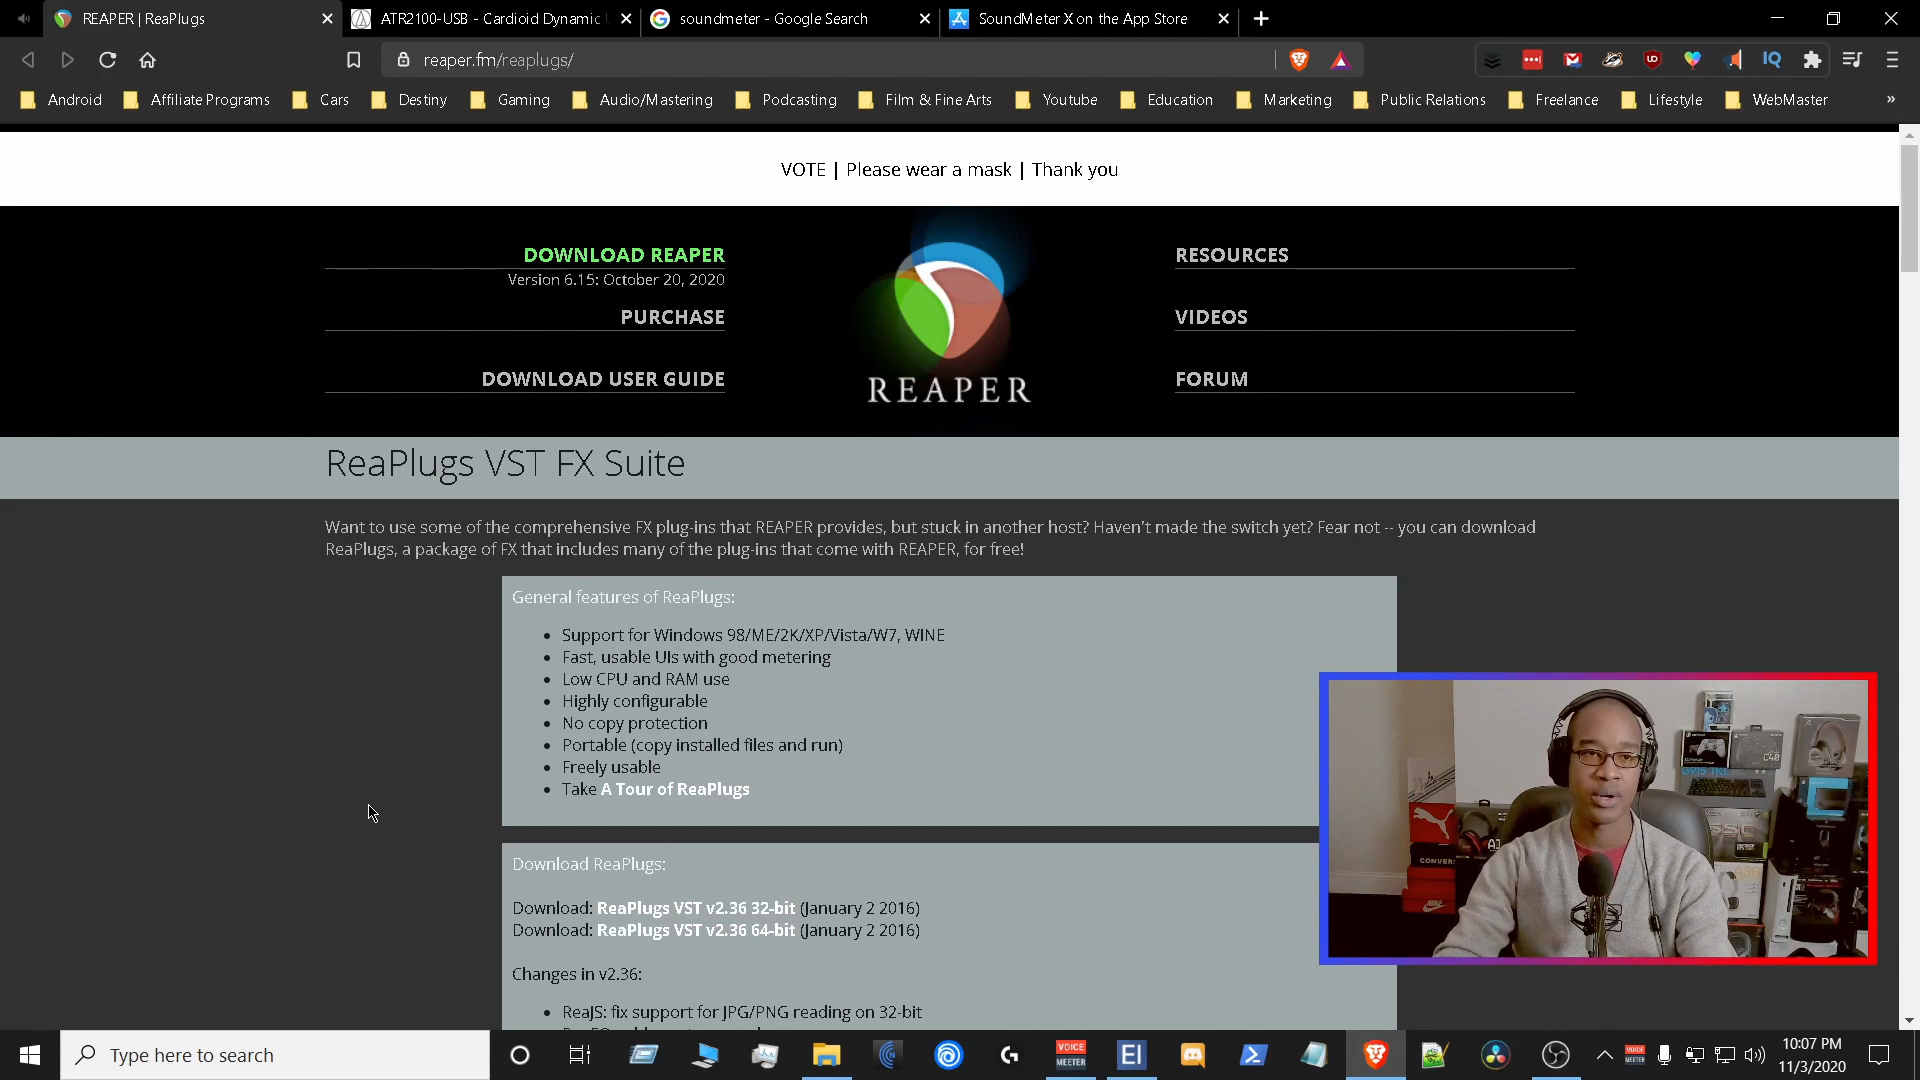 REAPER | ReaPlugs
ATR2100-USB - Cardioid Dynamic
soundmeter - Google Search
SoundMeter X on the App Store
reaper.fm/reaplugs/
Android
Affiliate Programs
Cars
Destiny
Gaming
Audio/Mastering
Podcasting
Film & Fine Arts
Youtube
Education
Marketing
Public Relations
Freelance
Lifestyle
WebMaster
VOTE | Please wear a mask | Thank you
DOWNLOAD REAPER
Version 6.15: October 20, 2020
PURCHASE
DOWNLOAD USER GUIDE
REAPER
RESOURCES
VIDEOS
FORUM
ReaPlugs VST FX Suite
Want to use some of the comprehensive FX plug-ins that REAPER provides, but stuck in another host? Haven't made the switch yet? Fear not -- you can download
ReaPlugs, a package of FX that includes many of the plug-ins that come with REAPER, for free!
General features of ReaPlugs:
Support for Windows 98/ME/2K/XP/Vista/W7, WINE
Fast, usable UIs with good metering
Low CPU and RAM use
Highly configurable
No copy protection
Portable (copy installed files and run)
Freely usable
Take A Tour of ReaPlugs
Download ReaPlugs:
Download: ReaPlugs VST v2.36 32-bit (January 2 2016)
Download: ReaPlugs VST v2.36 64-bit (January 2 2016)
Changes in v2.36:
ReaJS: fix support for JPG/PNG reading on 32-bit
G915 TKL
C40
CONVER
Type here to search
VOICE
MEETER
EI
10:07 PM
11/3/2020